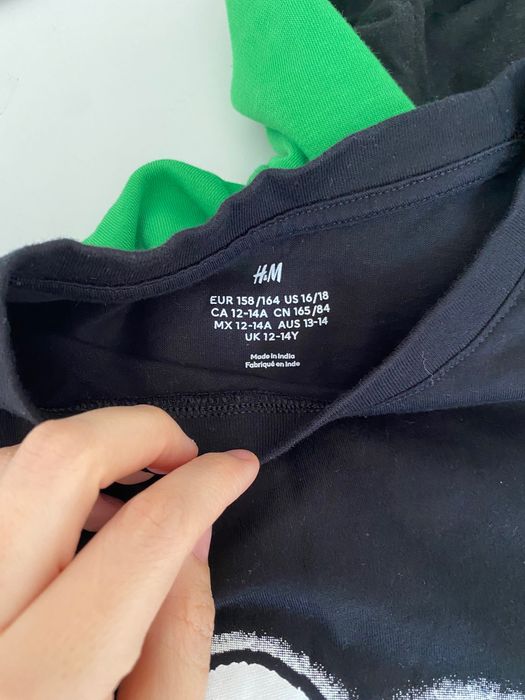 H&M
EUR 158/164 US 16/18
CA 12-14A CN 165/84
MX 12-14A AUS 13-14
UK 12-14Y
Made in India
Fabriqué en Inde